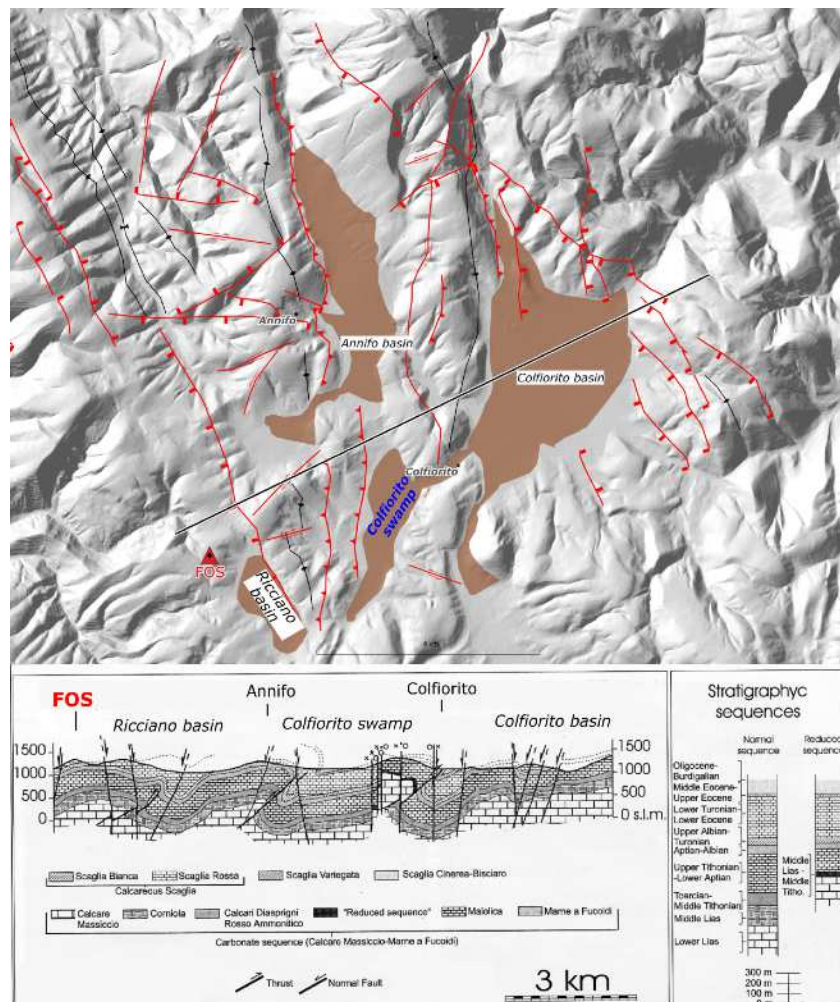 Annifo
Annifo basin
Colfiorito basin
Colfiorito
Colfiorito
swamp
FOS
Ricciano
basin
FOS
Annifo
Colfiorito
Ricciano basin
Colfiorito swamp
Colfiorito basin
1500
1000
500
0
1500
1000
500
0 s.l.m.
Scaglia Bianca
Scaglia Rossa
Scaglia Variegata
Scaglia Cinerea-Bisciaro
Calcareous Scaglia
Calcare
Massiccio
Corniola
Calcari Diasprigni
Rosso Ammonitico
"Reduced sequence"
Maiolica
Marne a Fucoidi
Carbonate sequence (Calcare Massiccio-Marne a Fucoidi)
Thrust
Normal Fault
3 km
Stratigraphyc
sequences
Normal
sequence
Reduced
sequence
Oligocene-
Burdigalian
Middle Eocene-
Upper Eocene
Lower Turonian-
Lower Eocene
Upper Albian-
Turonian
Aptian-Albian
Upper Tithonian
-Lower Aptian
Toarcian-
Middle Tithonian
Middle Lias
Lower Lias
Middle
Lias -
Middle
Titho.
300 m
200 m
100 m